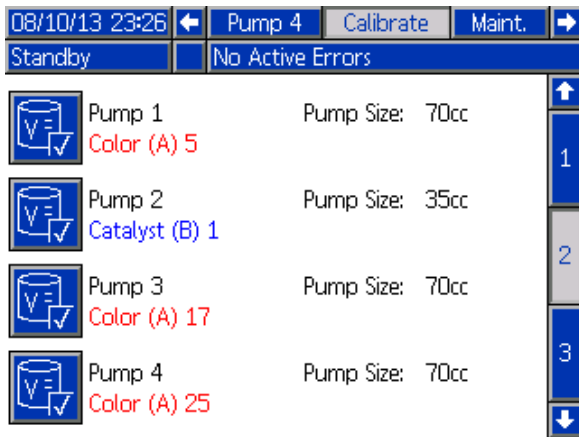 08/10/13 23:26 Pump 4 Calibrate Maint.
Standby No Active Errors
Pump 1 Pump Size: 70cc
Color (A) 5
1
Pump 2 Pump Size: 35cc
Catalyst (B) 1
2
Pump 3 Pump Size: 70cc
Color (A) 17
3
Pump 4 Pump Size: 70cc
Color (A) 25